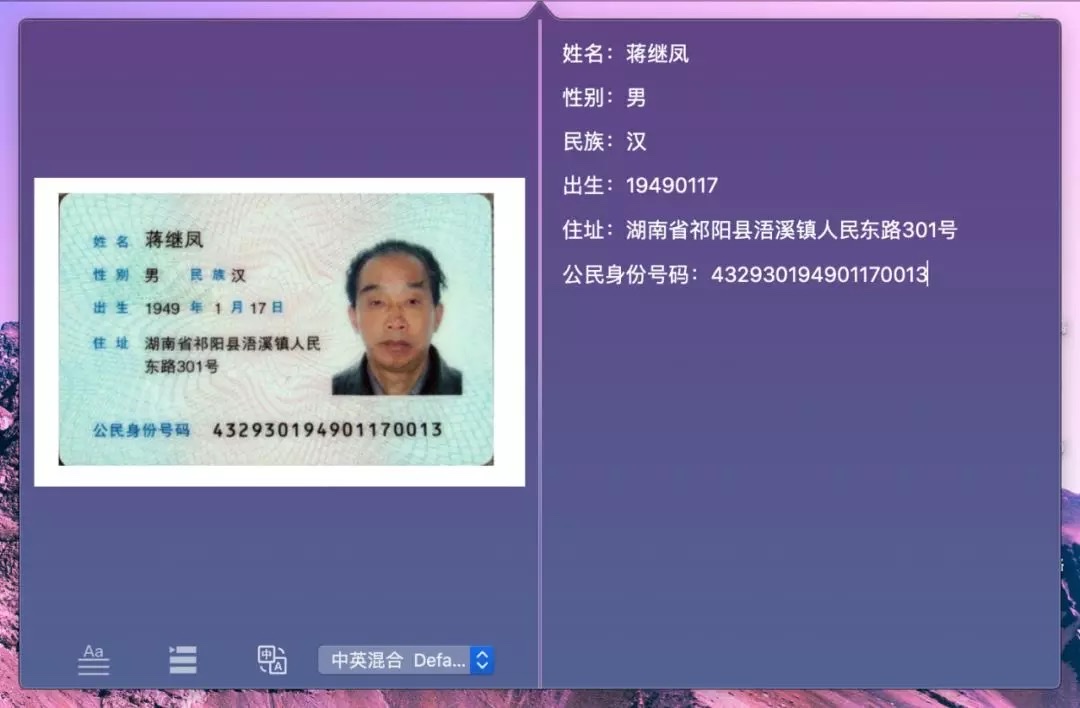 姓名 蒋继凤
性别 男 民族 汉
出生 1949 年 1 月 17 日
住址 湖南省祁阳县浯溪镇人民
东路301号
公民身份号码 432930194901170013
Aa
中 A
中英混合 Defa...
姓名：蒋继凤
性别：男
民族：汉
出生：19490117
住址：湖南省祁阳县浯溪镇人民东路301号
公民身份号码：432930194901170013